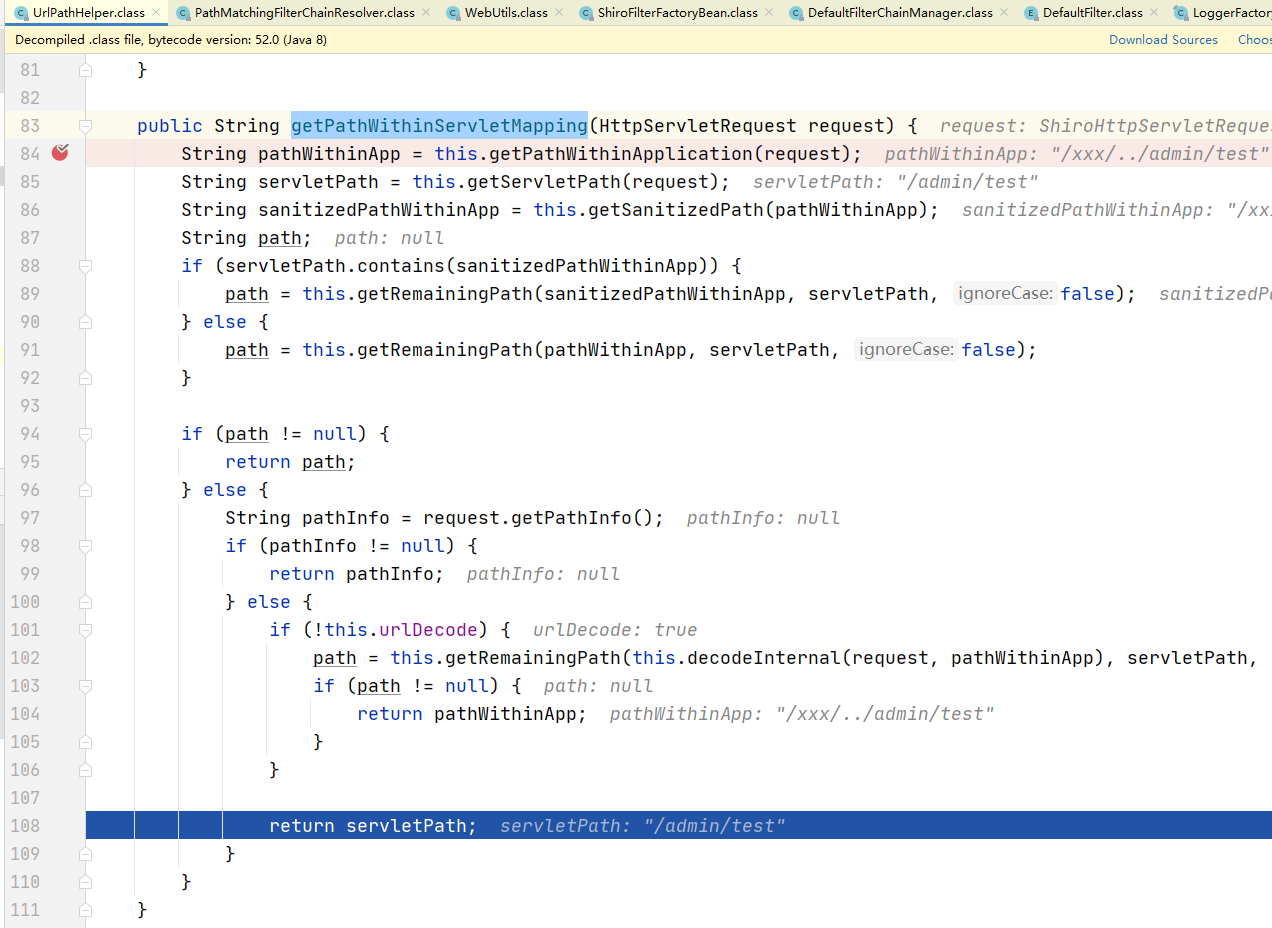 UrlPathHelper.class × PathMatchingFilterChainResolver.class × WebUtils.class × ShiroFilterFactoryBean.class × DefaultFilterChainManager.class × DefaultFilter.class × LoggerFactory
Decompiled .class file, bytecode version: 52.0 (Java 8) Download Sources Choos
81 }
82
83 public String getPathWithinServletMapping(HttpServletRequest request) { request: ShiroHttpServletReque
84 String pathWithinApp = this.getPathWithinApplication(request); pathWithinApp: "/xxx/../admin/test"
85 String servletPath = this.getServletPath(request); servletPath: "/admin/test"
86 String sanitizedPathWithinApp = this.getSanitizedPath(pathWithinApp); sanitizedPathWithinApp: "/xx
87 String path; path: null
88 if (servletPath.contains(sanitizedPathWithinApp)) {
89 path = this.getRemainingPath(sanitizedPathWithinApp, servletPath, ignoreCase: false); sanitizedP
90 } else {
91 path = this.getRemainingPath(pathWithinApp, servletPath, ignoreCase: false);
92 }
93
94 if (path != null) {
95 return path;
96 } else {
97 String pathInfo = request.getPathInfo(); pathInfo: null
98 if (pathInfo != null) {
99 return pathInfo; pathInfo: null
100 } else {
101 if (!this.urlDecode) { urlDecode: true
102 path = this.getRemainingPath(this.decodeInternal(request, pathWithinApp), servletPath,
103 if (path != null) { path: null
104 return pathWithinApp; pathWithinApp: "/xxx/../admin/test"
105 }
106 }
107
108 return servletPath; servletPath: "/admin/test"
109 }
110 }
111 }